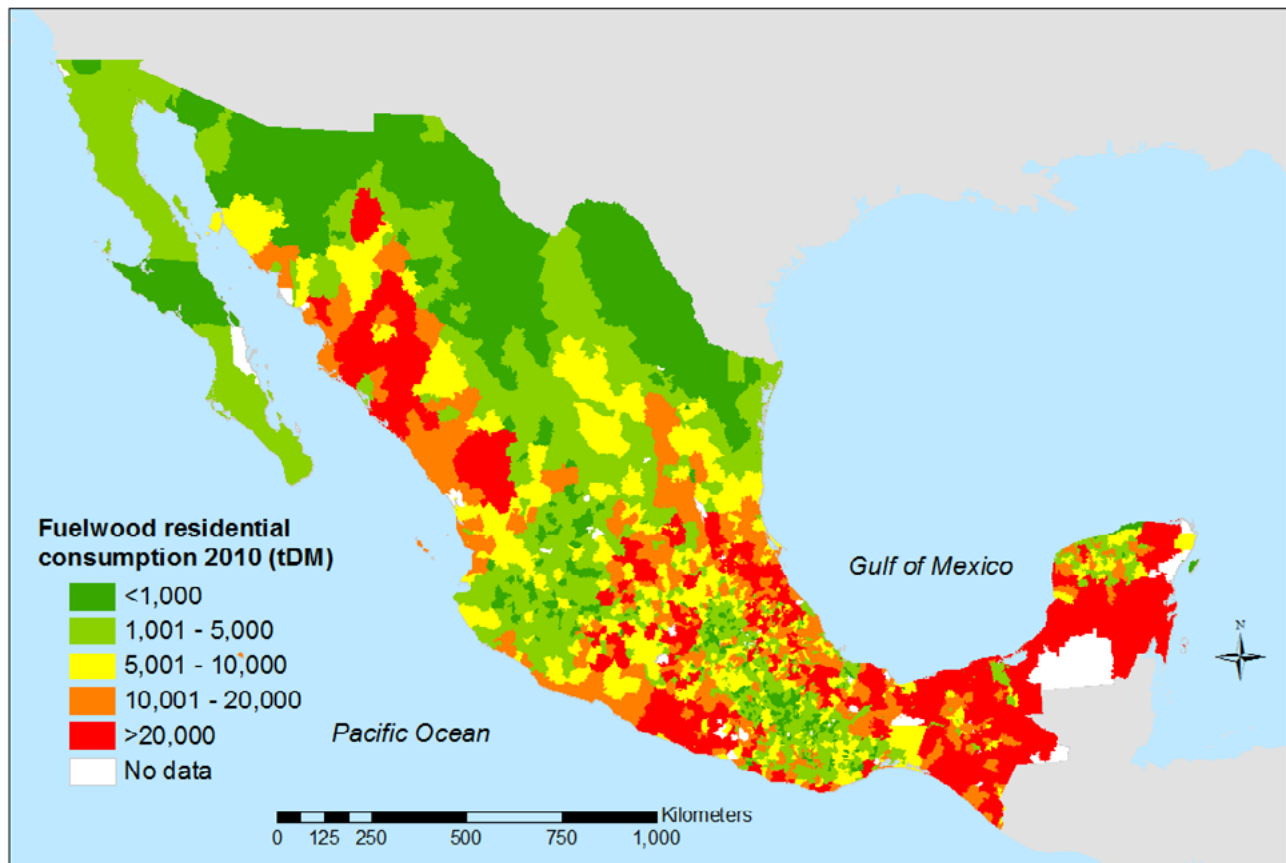 Gulf of Mexico
N
Fuelwood residential
consumption 2010 (tDM)
<1,000
1,001 - 5,000
5,001 - 10,000
10,001 - 20,000
>20,000
No data
Pacific Ocean
Kilometers
0 125 250 500 750 1,000